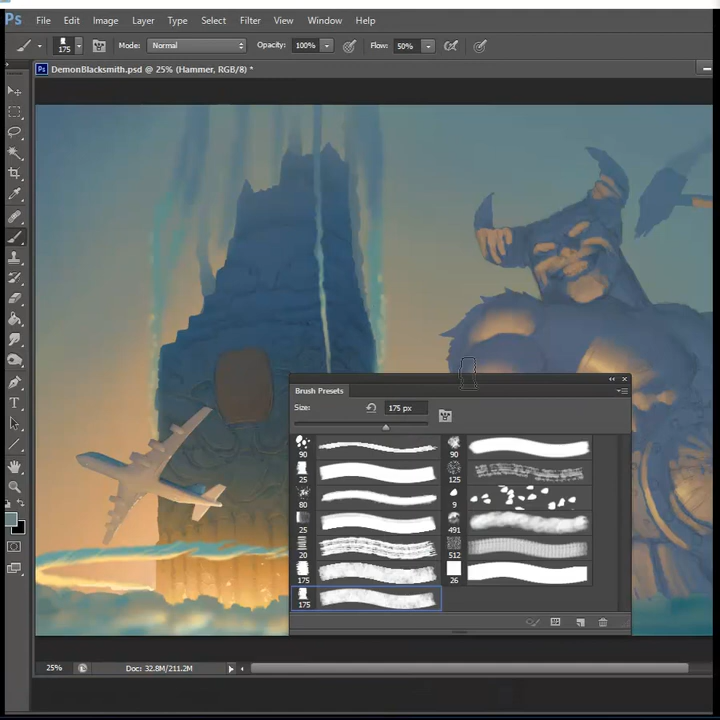 Ps File Edit Image Layer Type Select Filter View Window Help
175 Mode: Normal Opacity: 100% Flow: 50%
Ps DemonBlacksmith.psd @ 25% (Hammer, RGB/8) *
Brush Presets
Size: 175 px
90 90
25 125
80 9
25 491
20 512
175 26
175
25% Doc: 32.8M/211.2M